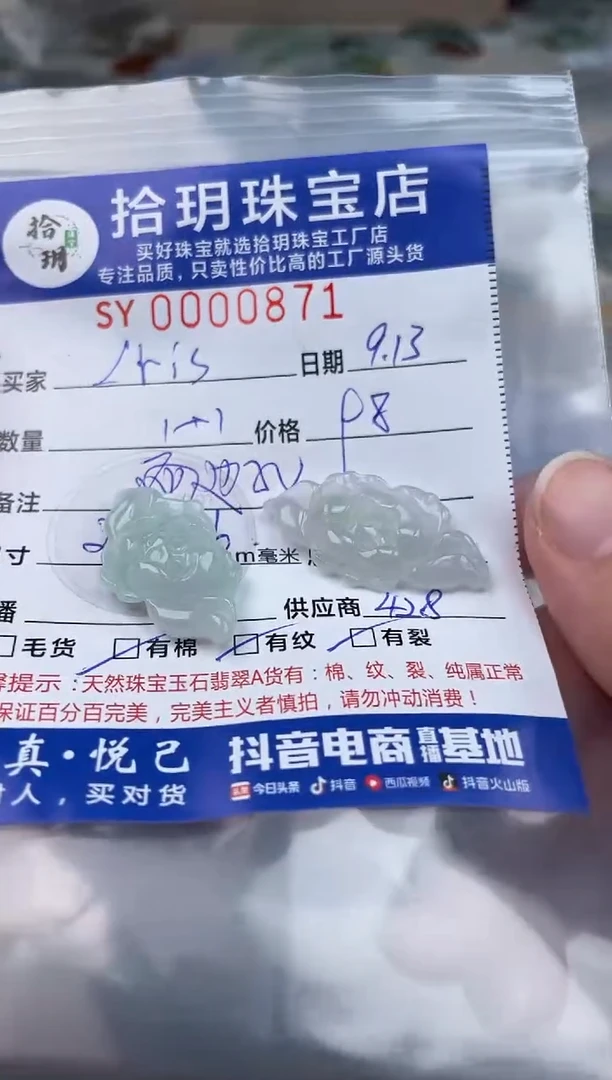 拾玥
拾玥珠宝店
买好珠宝就选拾玥珠宝工厂店
专注品质，只卖性价比高的工厂源头货
SY 0000871
买家 Iris 日期 9.13
数量 1+1 价格 P8
备注 两边孔
寸 m毫米！
播 供应商 428
毛货 有棉 有纹 有裂
提示：天然珠宝玉石翡翠A货有：棉、纹、裂、纯属正常
保证百分百完美，完美主义者慎拍，请勿冲动消费！
真·悦己 抖音电商直播基地
人，买对货 今日头条 抖音 西瓜视频 抖音火山版